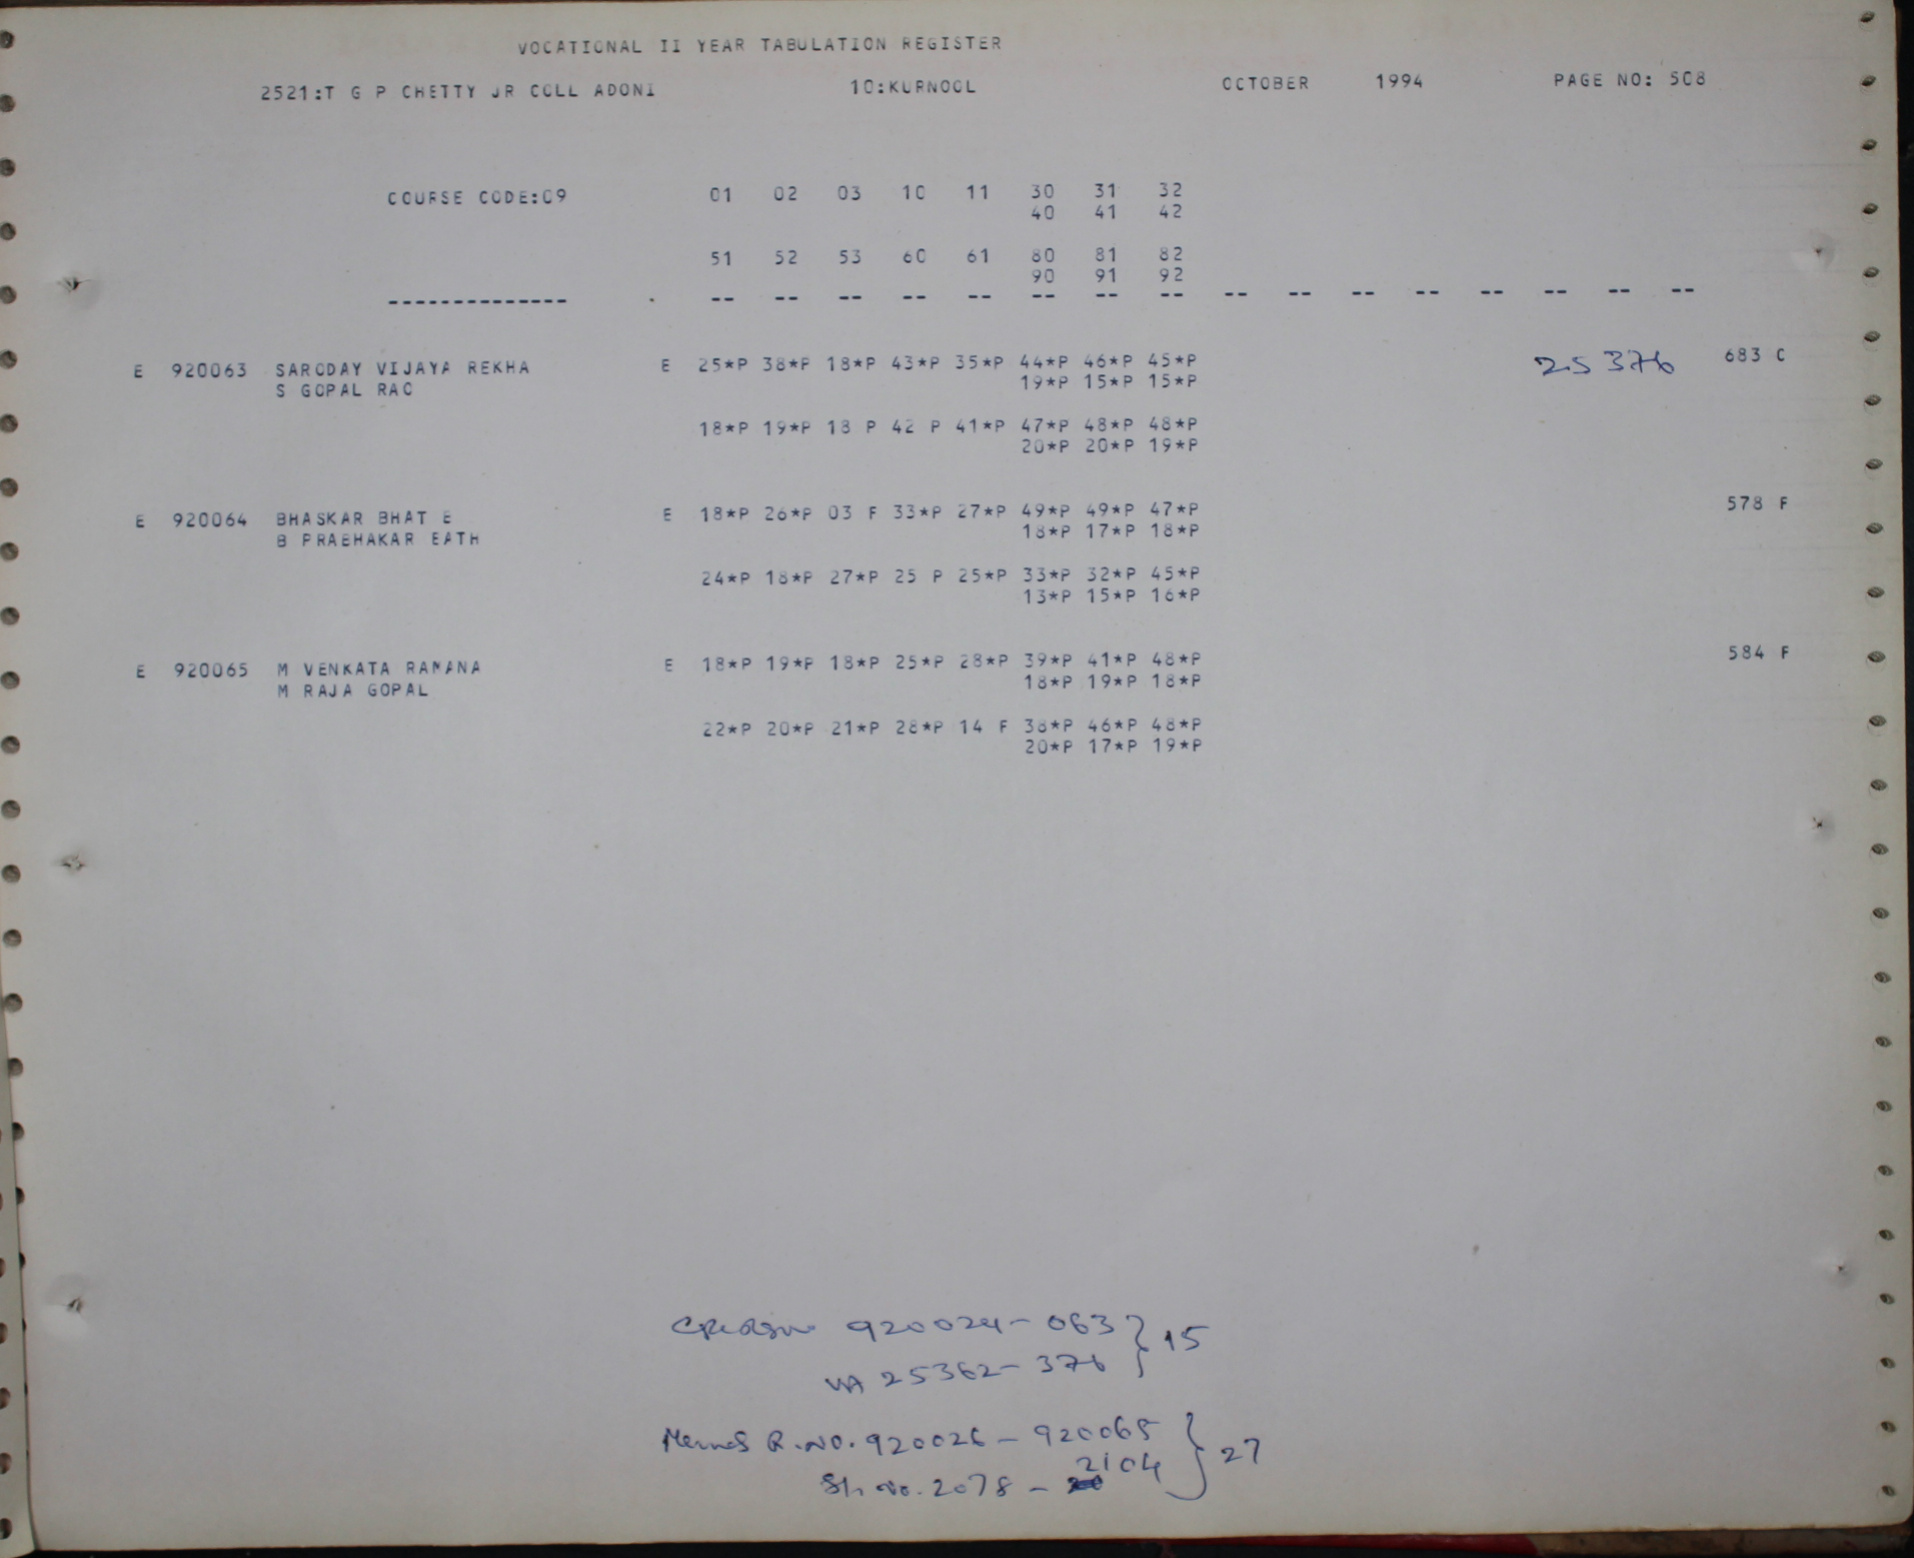 VOCATIONAL II YEAR TABULATION REGISTER
2521:T G P CHETTY JR COLL ADONI 10:KURNOOL OCTOBER 1994 PAGE NO: 508
COURSE CODE:09 01 02 03 10 11 30 31 32
40 41 42
51 52 53 60 61 80 81 82
90 91 92
-------------- -- -- -- -- -- -- -- -- -- -- -- -- -- -- -- --
E 920063 SARODAY VIJAYA REKHA E 25*P 38*P 18*P 43*P 35*P 44*P 46*P 45*P 25376 683 C
S GOPAL RAO 19*P 15*P 15*P
18*P 19*P 18 P 42 P 41*P 47*P 48*P 48*P
20*P 20*P 19*P
E 920064 BHASKAR BHAT E E 18*P 26*P 03 F 33*P 27*P 49*P 49*P 47*P 578 F
B PRABHAKAR BATH 18*P 17*P 18*P
24*P 18*P 27*P 25 P 25*P 33*P 32*P 45*P
13*P 15*P 16*P
E 920065 M VENKATA RAMANA E 18*P 19*P 18*P 25*P 28*P 39*P 41*P 48*P 584 F
M RAJA GOPAL 18*P 19*P 18*P
22*P 20*P 21*P 28*P 14 F 38*P 46*P 48*P
20*P 17*P 19*P
920024-063 } 15
VA 25362-376
Memos R.NO. 920026 - 920065 } 27
Sl. No. 2078 - 2104